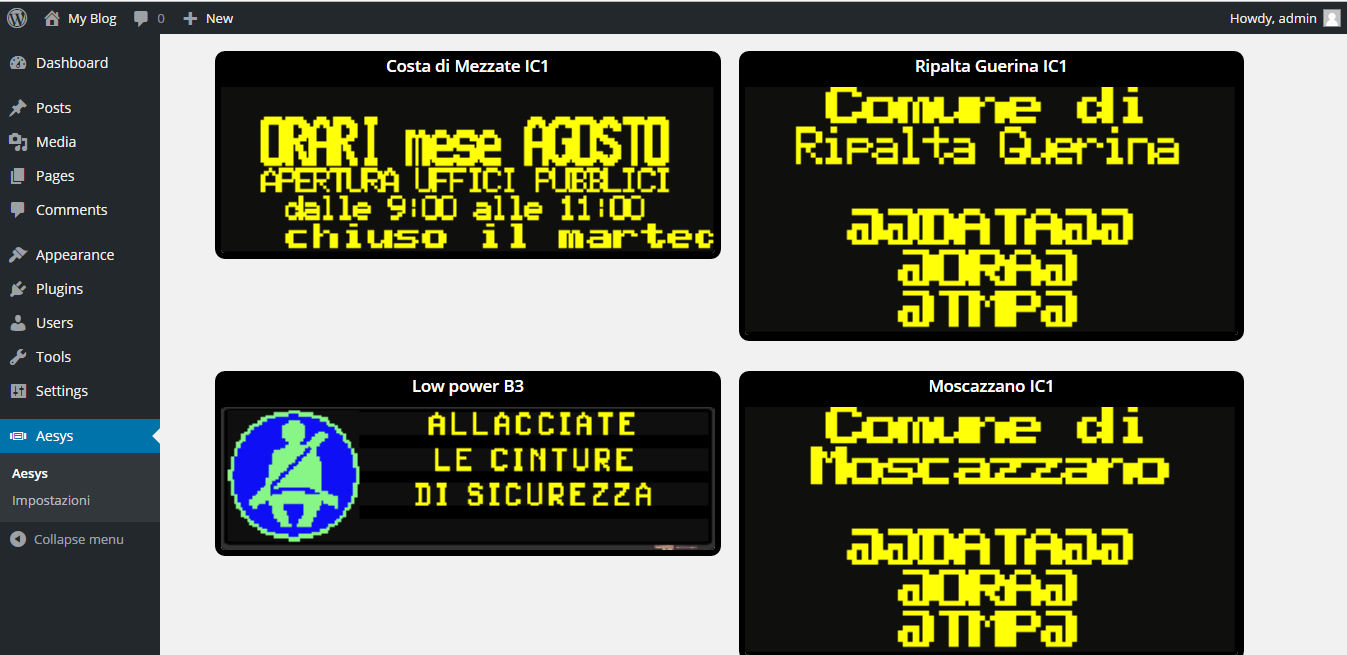 My Blog
0
New
Howdy, admin
Dashboard
Posts
Media
Pages
Comments
Appearance
Plugins
Users
Tools
Settings
Aesys
Aesys
Impostazioni
Collapse menu
Costa di Mezzate IC1
ORARI mese AGOSTO
APERTURA UFFICI PUBBLICI
dalle 9:00 alle 11:00
chiuso il martec
Ripalta Guerina IC1
Comune di
Ripalta Guerina
@@DATA@@
@ORA@
@TMP@
Low power B3
ALLACCIATE
LE CINTURE
DI SICUREZZA
Moscazzano IC1
Comune di
Moscazzano
@@DATA@@
@ORA@
@TMP@